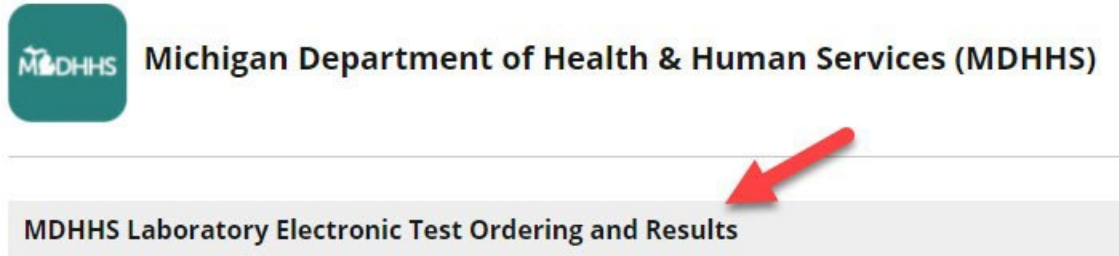 MDHHS
Michigan Department of Health & Human Services (MDHHS)
MDHHS Laboratory Electronic Test Ordering and Results